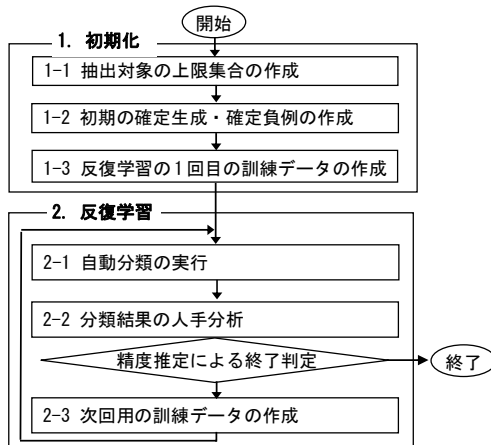 開始
1. 初期化
1-1 抽出対象の上限集合の作成
1-2 初期の確定生成・確定負例の作成
1-3 反復学習の1回目の訓練データの作成
2. 反復学習
2-1 自動分類の実行
2-2 分類結果の人手分析
精度推定による終了判定
終了
2-3 次回用の訓練データの作成